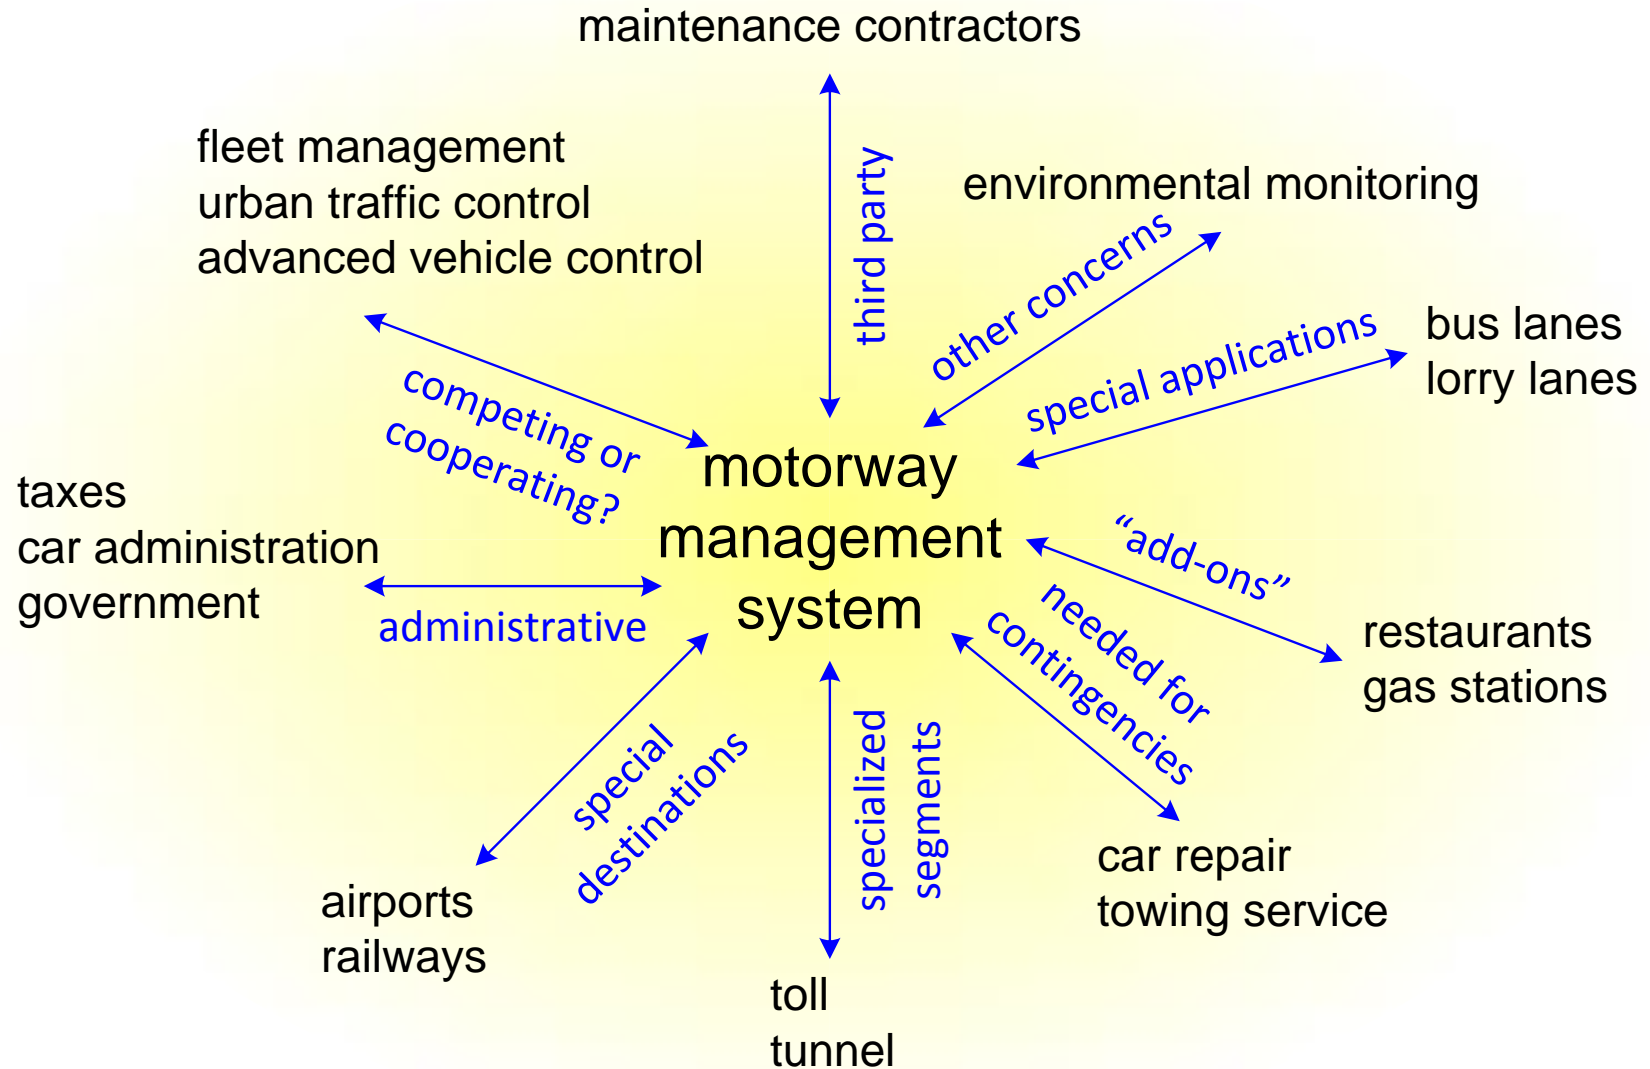 maintenance contractors
fleet management
urban traffic control
advanced vehicle control
third party
environmental monitoring
other concerns
special applications
bus lanes
lorry lanes
competing or
cooperating?
motorway
management
system
taxes
car administration
government
administrative
“add-ons”
restaurants
gas stations
needed for
contingencies
car repair
towing service
specialized
segments
toll
tunnel
special
destinations
airports
railways